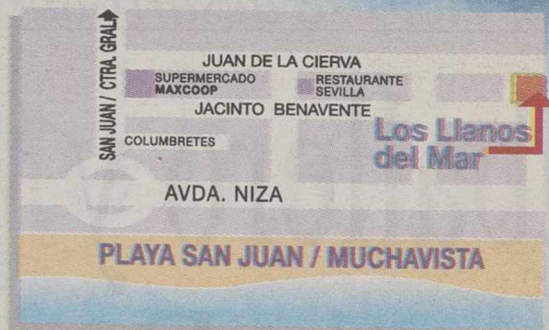 SAN JUAN / CTRA. GRAL.
JUAN DE LA CIERVA
SUPERMERCADO
MAXCOOP
RESTAURANTE
SEVILLA
JACINTO BENAVENTE
COLUMBRETES
Los Llanos
del Mar
AVDA. NIZA
PLAYA SAN JUAN / MUCHAVISTA